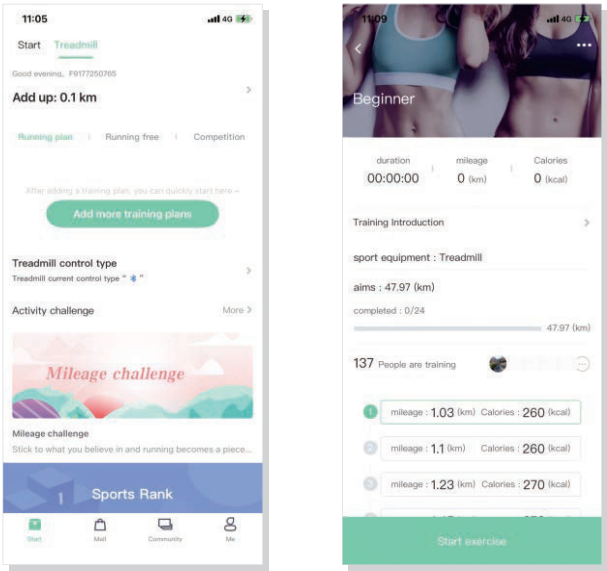 11:05
4G
Start Treadmill
Good evening, F9177250765
Add up: 0.1 km
Running plan Running free Competition
After adding a training plan, you can quickly start here ~
Add more training plans
Treadmill control type
Treadmill current control type " "
Activity challenge More >
Mileage challenge
Mileage challenge
Stick to what you believe in and running becomes a piece...
1
Sports Rank
Start Mall Community Me
11:09
4G
Beginner
duration mileage Calories
00:00:00 0 (km) 0 (kcal)
Training Introduction >
sport equipment : Treadmill
aims : 47.97 (km)
completed : 0/24
47.97 (km)
137 People are training
1 mileage : 1.03 (km) Calories : 260 (kcal)
2 mileage : 1.1 (km) Calories : 260 (kcal)
3 mileage : 1.23 (km) Calories : 270 (kcal)
Start exercise